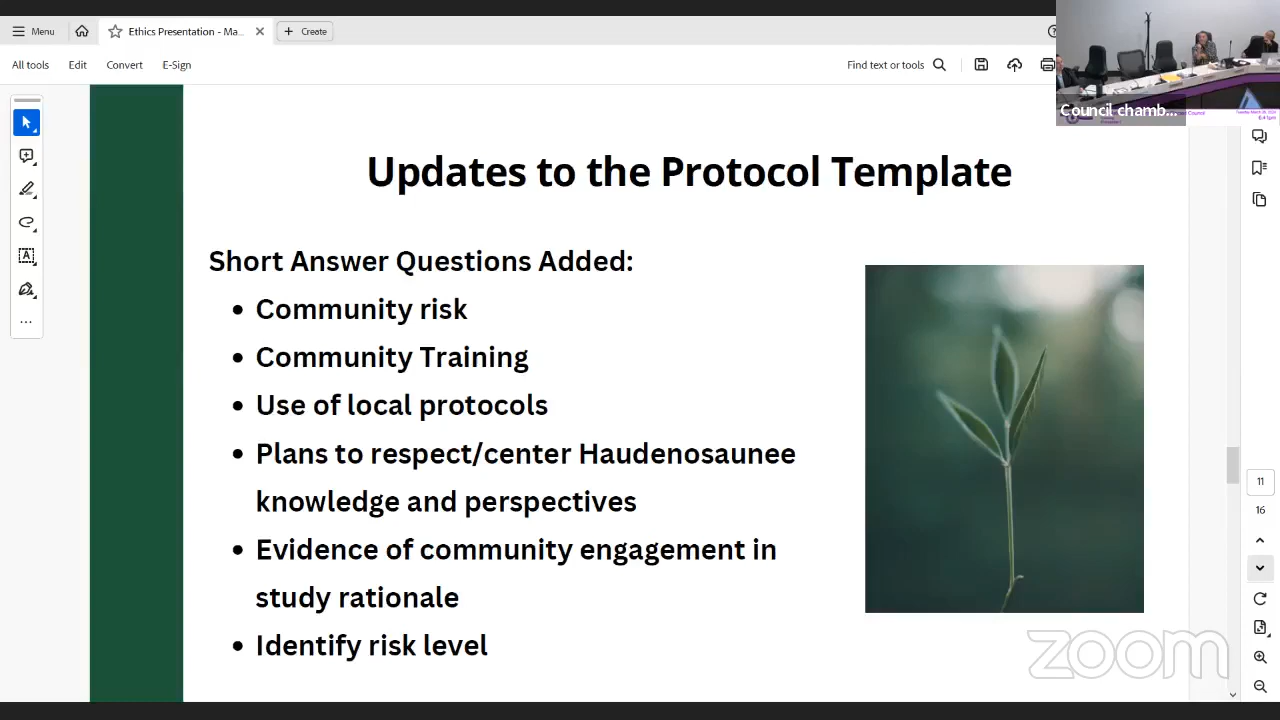 Menu
Ethics Presentation - Ma...
Create
All tools
Edit
Convert
E-Sign
Find text or tools
Council chamb...
Updates to the Protocol Template
Short Answer Questions Added:
• Community risk
• Community Training
• Use of local protocols
• Plans to respect/center Haudenosaunee
knowledge and perspectives
• Evidence of community engagement in
study rationale
• Identify risk level
11
16
zoom